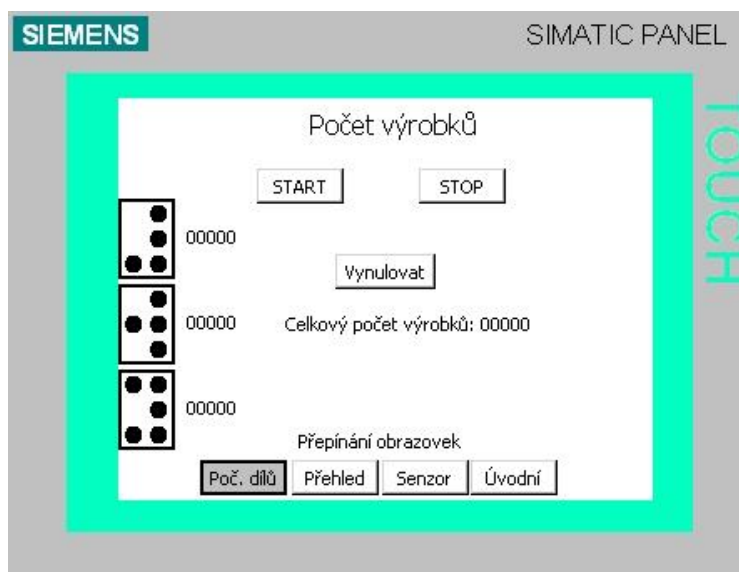 SIEMENS
SIMATIC PANEL
TOUCH
Počet výrobků
START
STOP
00000
Vynulovat
00000
Celkový počet výrobků: 00000
00000
Přepínání obrazovek
Poč. dílů
Přehled
Senzor
Úvodní